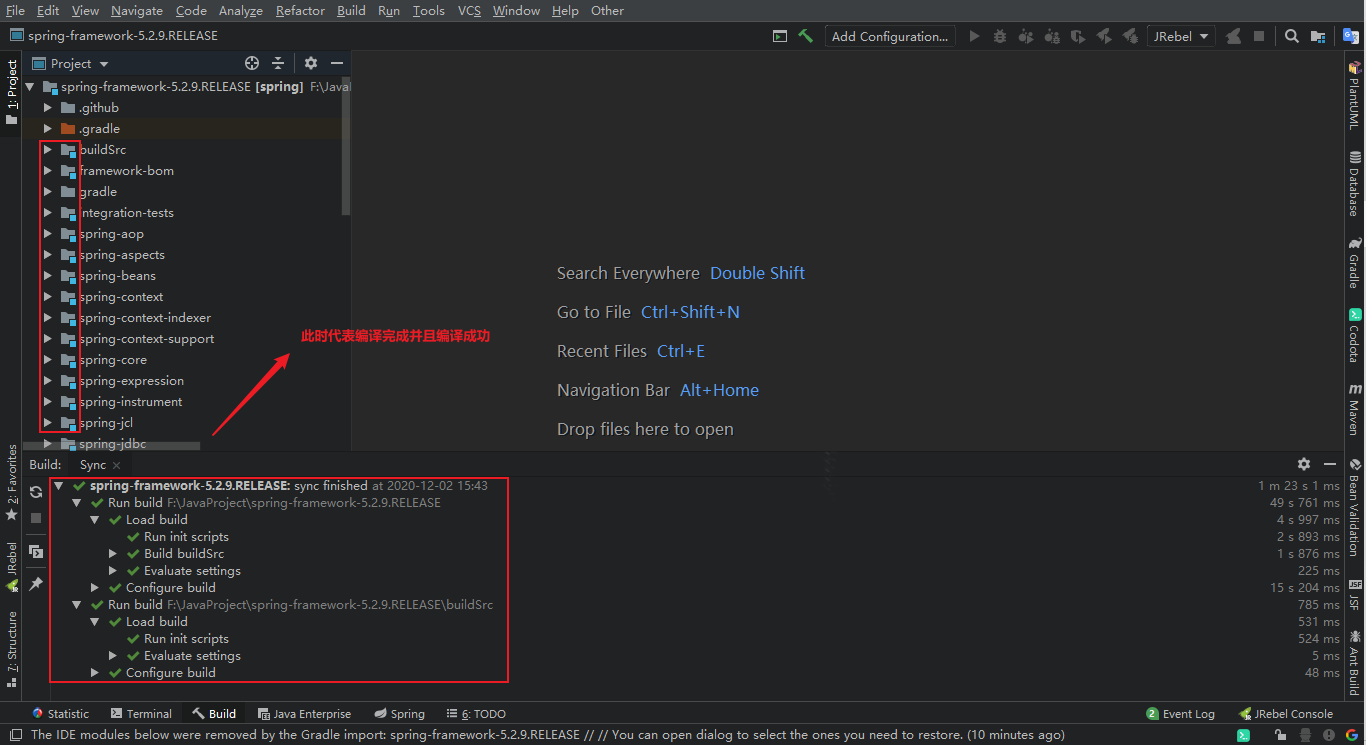 File Edit View Navigate Code Analyze Refactor Build Run Tools VCS Window Help Other
spring-framework-5.2.9.RELEASE
Add Configuration...
JRebel
1: Project
Project
spring-framework-5.2.9.RELEASE [spring] F:\Java\
.github
.gradle
buildSrc
framework-bom
gradle
integration-tests
spring-aop
spring-aspects
spring-beans
spring-context
spring-context-indexer
spring-context-support
spring-core
spring-expression
spring-instrument
spring-jcl
spring-jdbc
此时代表编译完成并且编译成功
Search Everywhere Double Shift
Go to File Ctrl+Shift+N
Recent Files Ctrl+E
Navigation Bar Alt+Home
Drop files here to open
PlantUML
Database
Gradle
Codota
Maven
Bean Validation
JSF
Ant Build
2: Favorites
JRebel
7: Structure
Build: Sync
spring-framework-5.2.9.RELEASE: sync finished at 2020-12-02 15:43 1 m 23 s 1 ms
Run build F:\JavaProject\spring-framework-5.2.9.RELEASE 49 s 761 ms
Load build 4 s 997 ms
Run init scripts 2 s 893 ms
Build buildSrc 1 s 876 ms
Evaluate settings 225 ms
Configure build 15 s 204 ms
Run build F:\JavaProject\spring-framework-5.2.9.RELEASE\buildSrc 785 ms
Load build 531 ms
Run init scripts 524 ms
Evaluate settings 5 ms
Configure build 48 ms
Statistic Terminal Build Java Enterprise Spring 6: TODO 2 Event Log JRebel Console
The IDE modules below were removed by the Gradle import: spring-framework-5.2.9.RELEASE // // You can open dialog to select the ones you need to restore. (10 minutes ago)